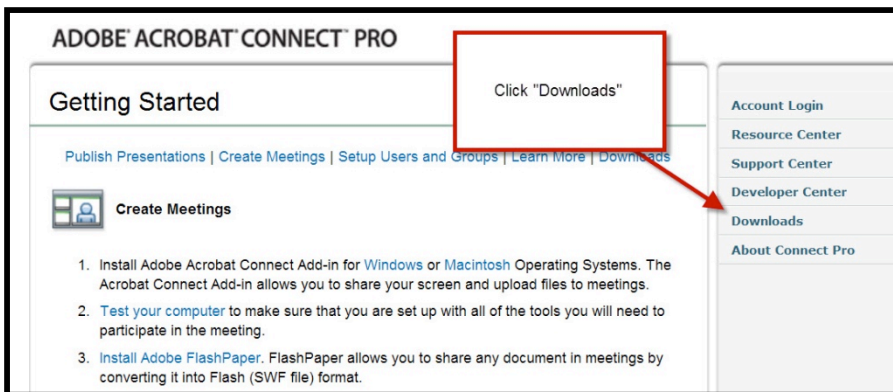 ADOBE® ACROBAT® CONNECT™ PRO
Getting Started
Click "Downloads"
Publish Presentations | Create Meetings | Setup Users and Groups | Learn More | Downloads
Create Meetings
1. Install Adobe Acrobat Connect Add-in for Windows or Macintosh Operating Systems. The
Acrobat Connect Add-in allows you to share your screen and upload files to meetings.
2. Test your computer to make sure that you are set up with all of the tools you will need to
participate in the meeting.
3. Install Adobe FlashPaper. FlashPaper allows you to share any document in meetings by
converting it into Flash (SWF file) format.
Account Login
Resource Center
Support Center
Developer Center
Downloads
About Connect Pro